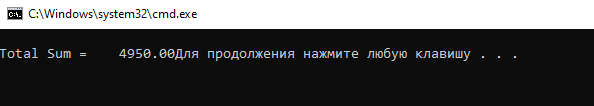 C:\Windows\system32\cmd.exe
Total Sum =    4950.00Для продолжения нажмите любую клавишу . . .